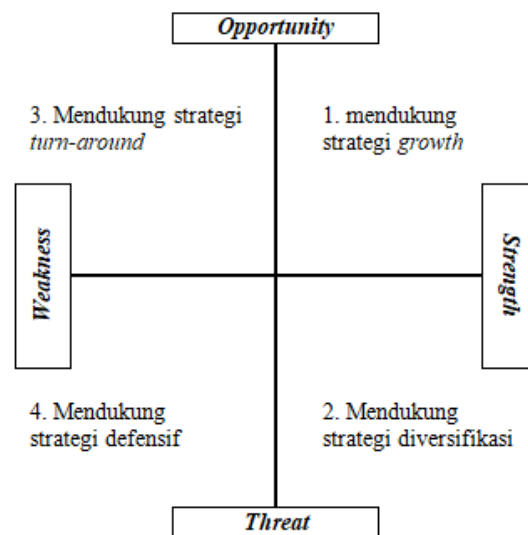 Opportunity
3. Mendukung strategi
turn-around
1. mendukung
strategi growth
Weakness
Strength
4. Mendukung
strategi defensif
2. Mendukung
strategi diversifikasi
Threat